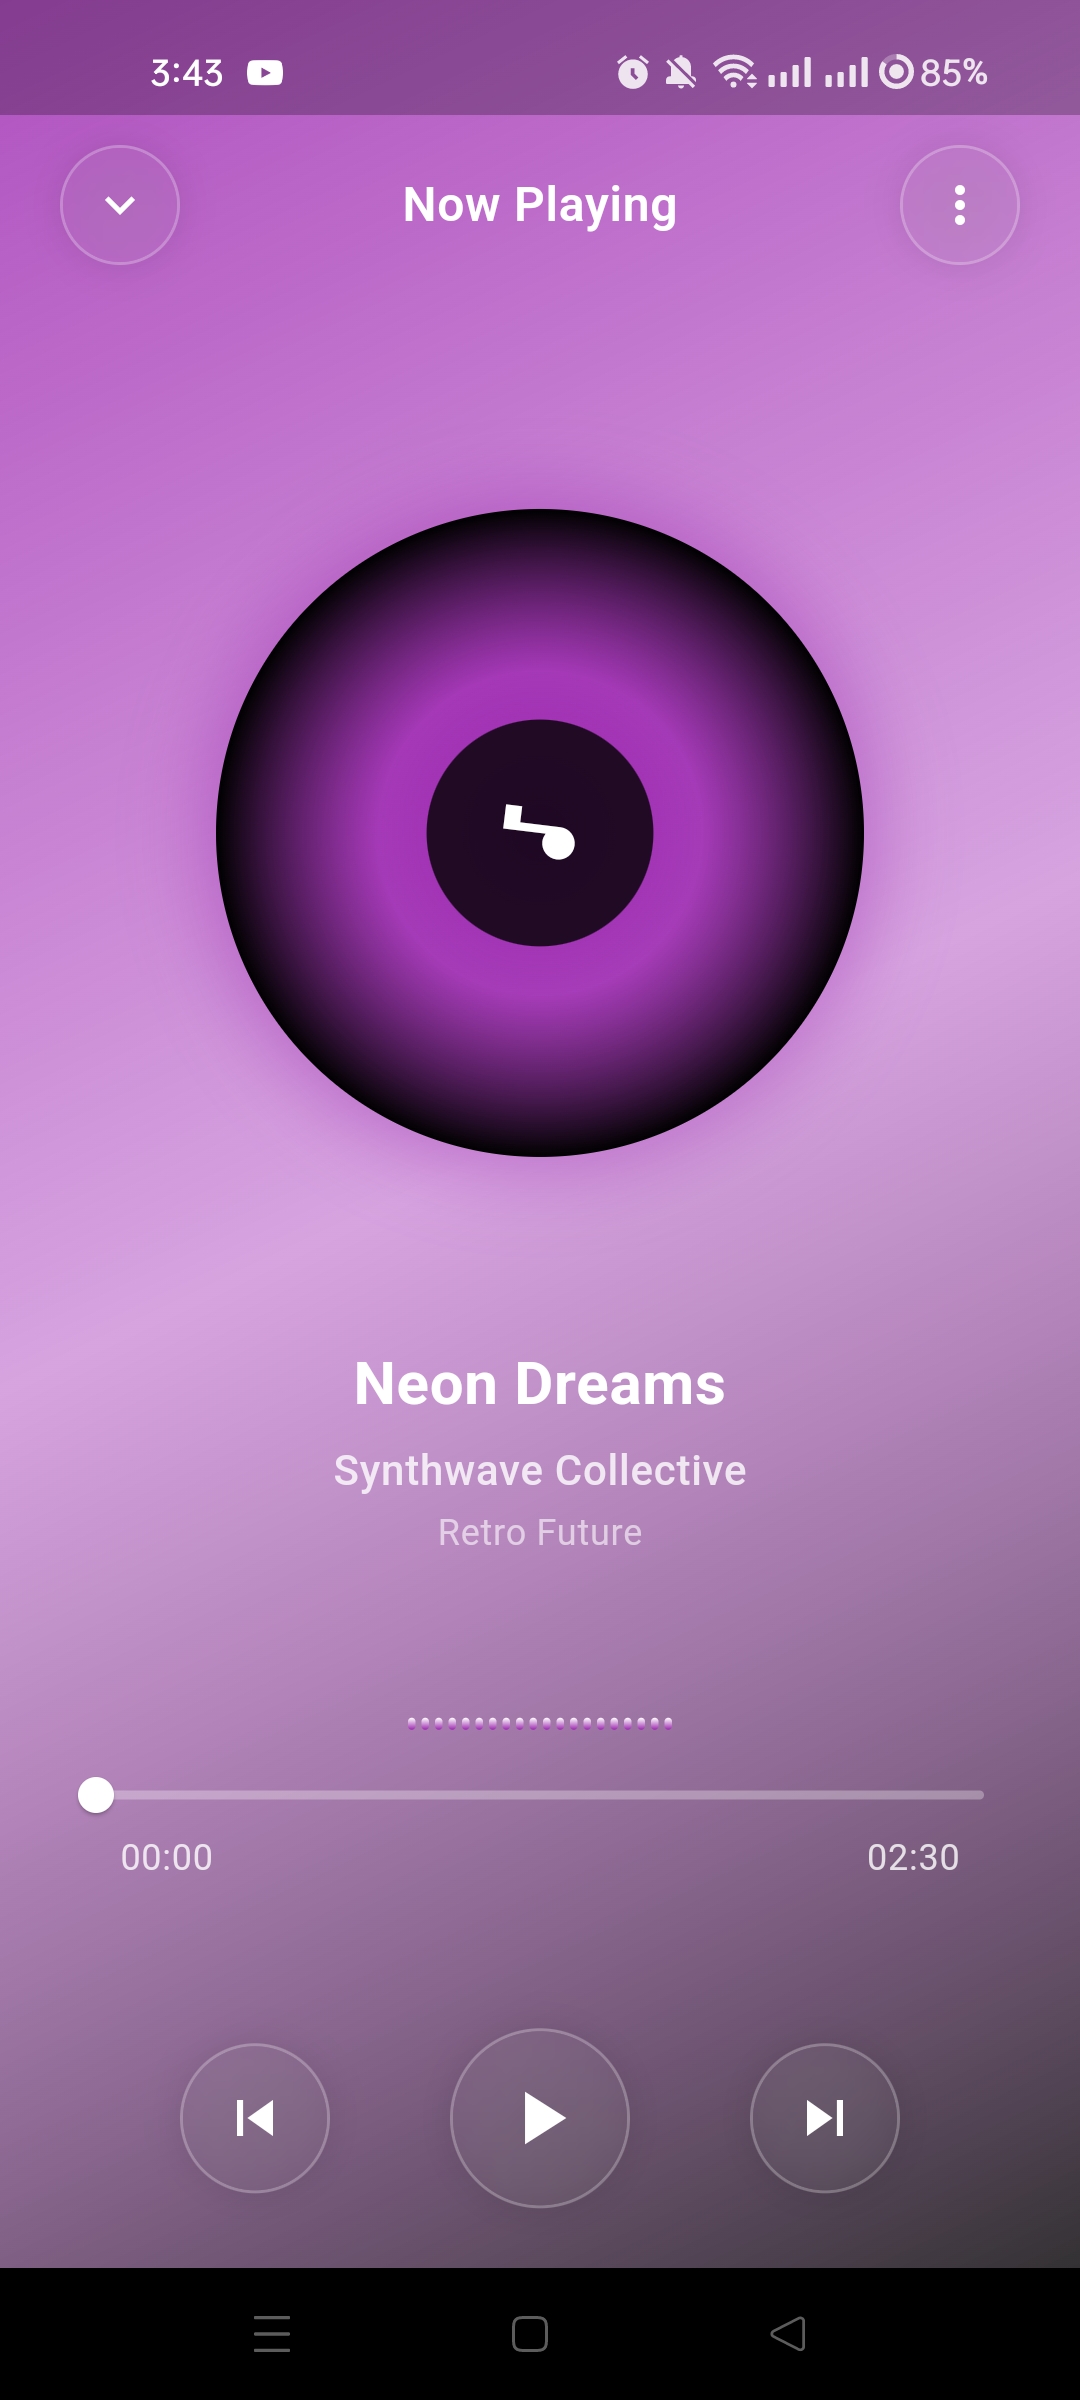 3:43 85%
Now Playing
Neon Dreams
Synthwave Collective
Retro Future
00:00 02:30